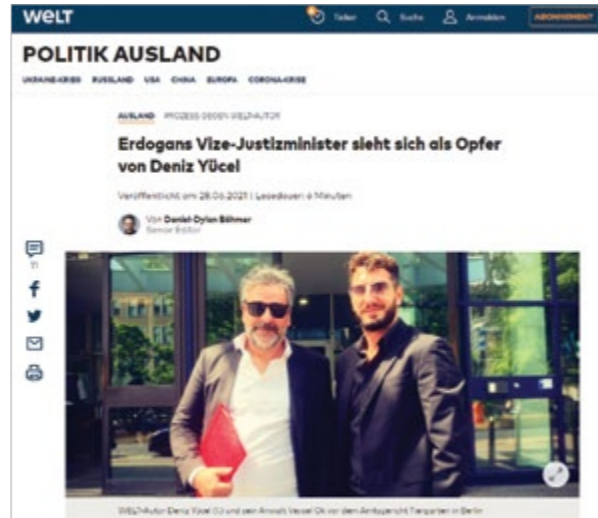 WELT
Ticker Suche Anmelden ABONNEMENT
POLITIK AUSLAND
UKRAINE-KRIEG RUSSLAND USA CHINA EUROPA CORONA-KRISE
AUSLAND PROZESS GEGEN WELT-AUTOR
Erdogans Vize-Justizminister sieht sich als Opfer
von Deniz Yücel
Veröffentlicht am 28.06.2021 | Lesedauer: 6 Minuten
Von Daniel-Dylan Böhmer
Senior Editor
11
WELT-Autor Deniz Yücel (l.) und sein Anwalt Veysel Ok vor dem Amtsgericht Tiergarten in Berlin